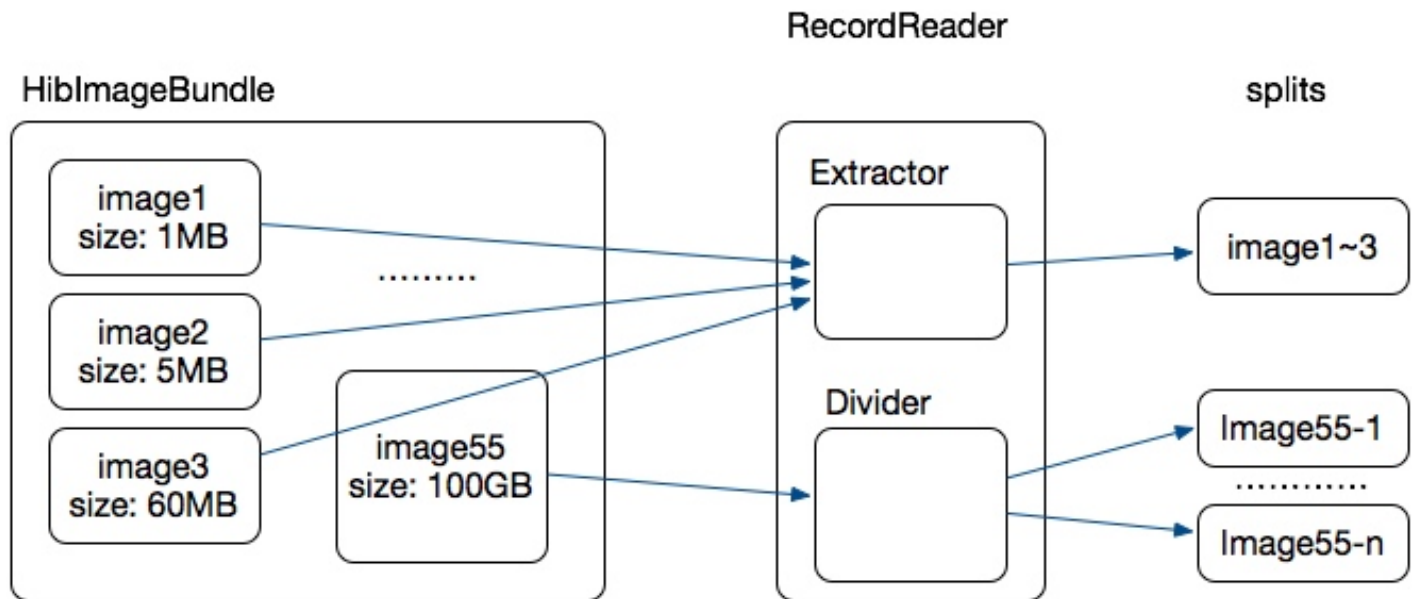 RecordReader
HibImageBundle
splits
image1
size: 1MB
.........
image2
size: 5MB
image3
size: 60MB
image55
size: 100GB
Extractor
Divider
image1~3
Image55-1
............
Image55-n